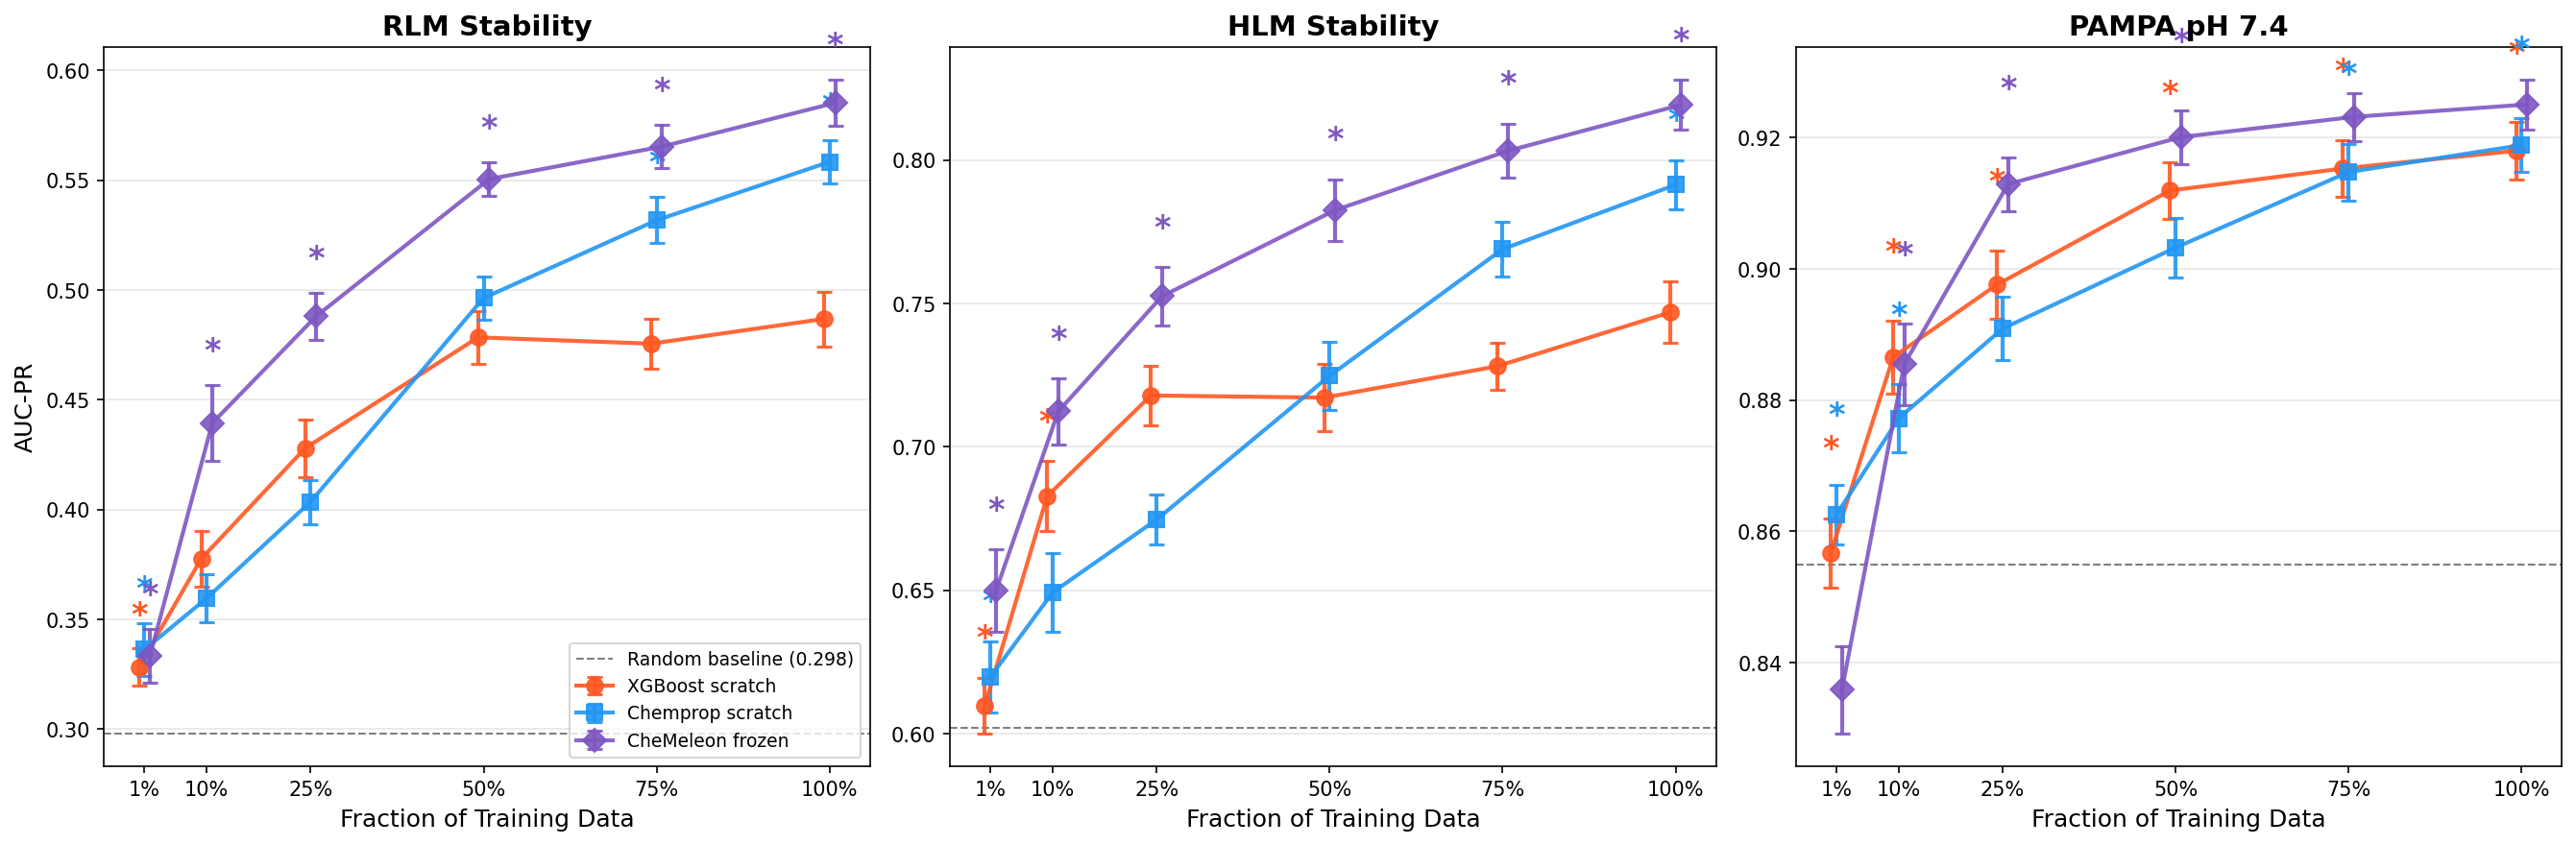 RLM Stability
HLM Stability
PAMPA pH 7.4
AUC-PR
0.60
0.55
0.50
0.45
0.40
0.35
0.30
* * * * * * * * * *
Random baseline (0.298)
XGBoost scratch
Chemprop scratch
CheMeleon frozen
1% 10% 25% 50% 75% 100%
Fraction of Training Data
0.80
0.75
0.70
0.65
0.60
* * * * * * * * * *
1% 10% 25% 50% 75% 100%
Fraction of Training Data
0.92
0.90
0.88
0.86
0.84
* * * * * * * * * * * * *
1% 10% 25% 50% 75% 100%
Fraction of Training Data